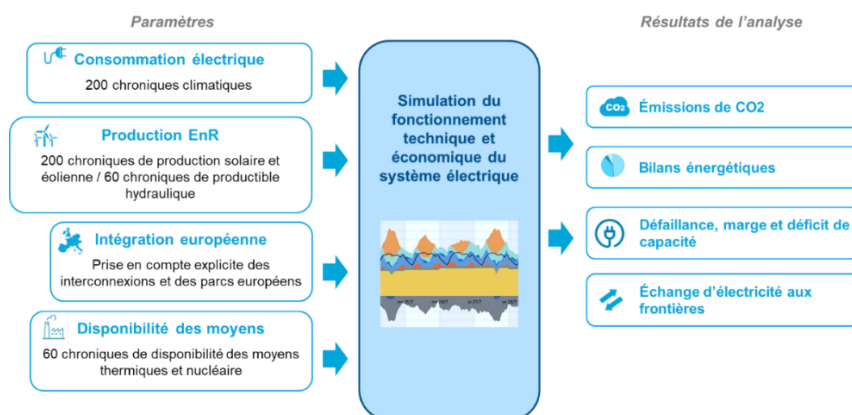 Paramètres
Consommation électrique
200 chroniques climatiques
Production EnR
200 chroniques de production solaire et
éolienne / 60 chroniques de productible
hydraulique
Intégration européenne
Prise en compte explicite des
interconnexions et des parcs européens
Disponibilité des moyens
60 chroniques de disponibilité des moyens
thermiques et nucléaire
Simulation du
fonctionnement
technique et
économique du
système électrique
Résultats de l'analyse
CO2
Émissions de CO2
Bilans énergétiques
Défaillance, marge et déficit de
capacité
Échange d'électricité aux
frontières